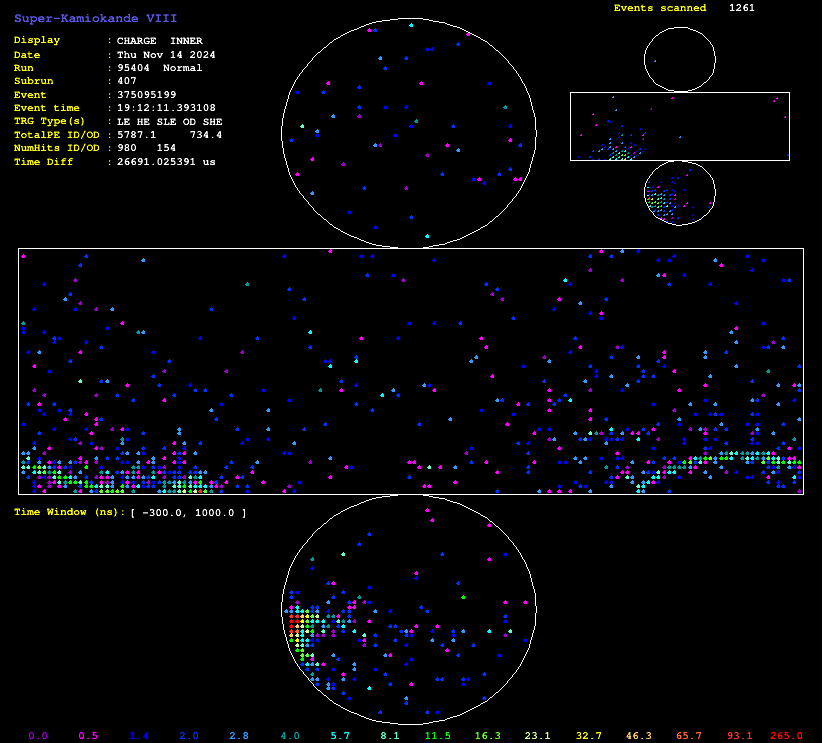 Super-Kamiokande VIII
Events scanned 1261
Display : CHARGE INNER
Date : Thu Nov 14 2024
Run : 95404 Normal
Subrun : 407
Event : 375095199
Event time : 19:12:11.393108
TRG Type(s) : LE HE SLE OD SHE
TotalPE ID/OD : 5787.1 734.4
NumHits ID/OD : 980 154
Time Diff : 26691.025391 us
Time Window (ns): [ -300.0, 1000.0 ]
0.0 0.5 1.4 2.0 2.8 4.0 5.7 8.1 11.5 16.3 23.1 32.7 46.3 65.7 93.1 265.0